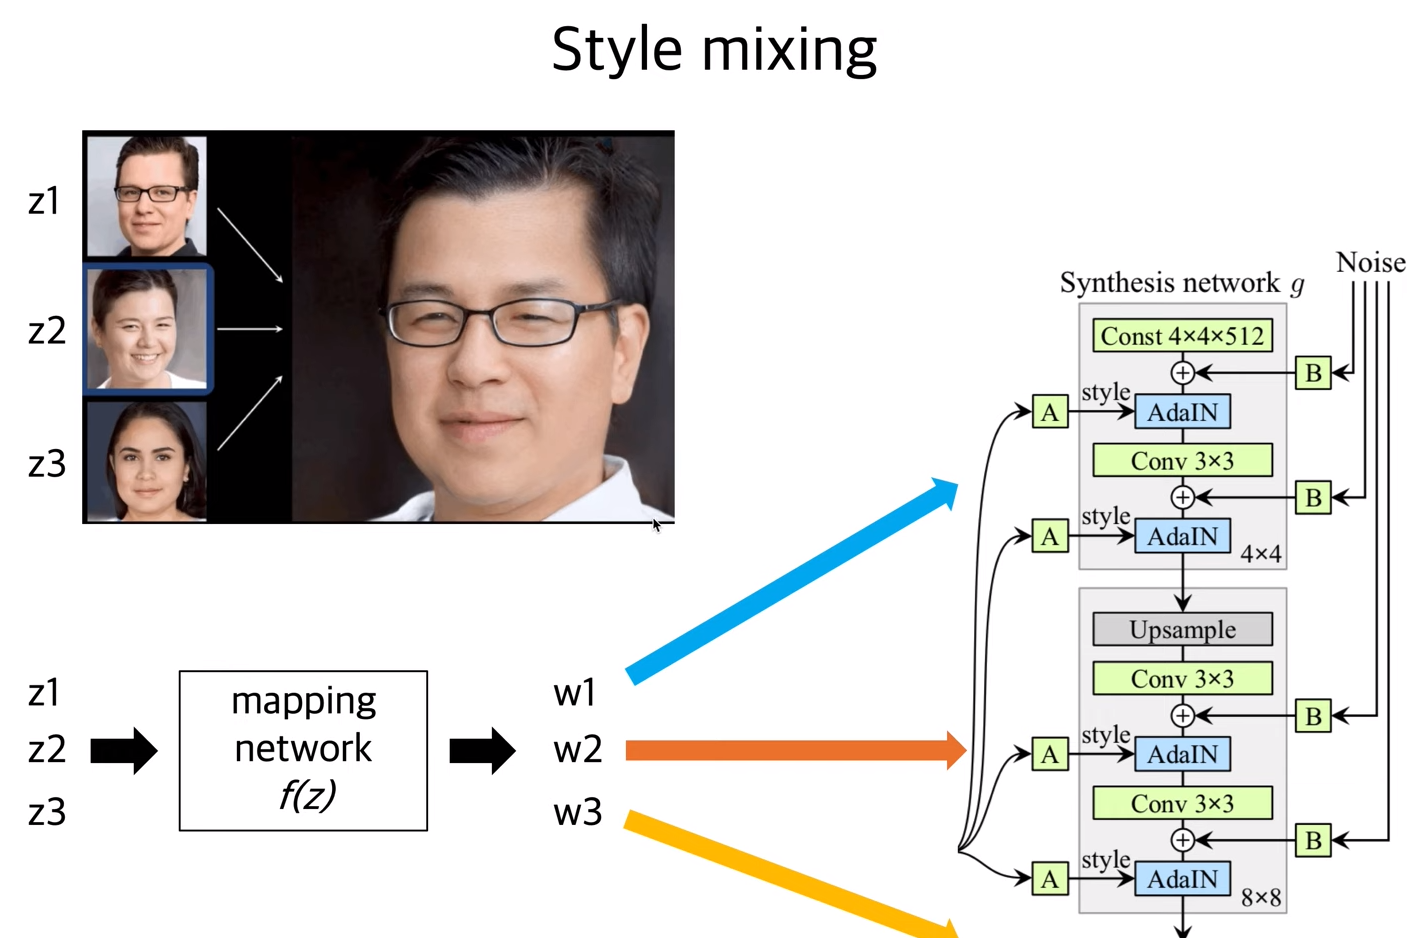 Style mixing
z1
z2
z3
z1
z2
z3
mapping
network
f(z)
w1
w2
w3
Noise
Synthesis network g
Const 4×4×512
B
style
A
AdaIN
Conv 3×3
B
style
A
AdaIN
4×4
Upsample
Conv 3×3
B
style
A
AdaIN
Conv 3×3
B
style
A
AdaIN
8×8